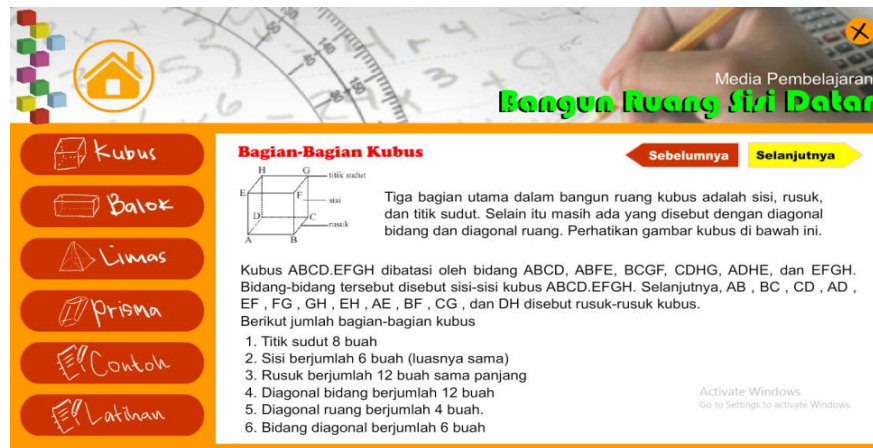 Media Pembelajaran
Bangun Ruang Sisi Datar
Kubus
Balok
Limas
Prisma
Contoh
Latihan
Bagian-Bagian Kubus
Sebelumnya
Selanjutnya
H G titik sudut
E F sisi
D C rusuk
A B
Tiga bagian utama dalam bangun ruang kubus adalah sisi, rusuk,
dan titik sudut. Selain itu masih ada yang disebut dengan diagonal
bidang dan diagonal ruang. Perhatikan gambar kubus di bawah ini.
Kubus ABCD.EFGH dibatasi oleh bidang ABCD, ABFE, BCGF, CDHG, ADHE, dan EFGH.
Bidang-bidang tersebut disebut sisi-sisi kubus ABCD.EFGH. Selanjutnya, AB , BC , CD , AD ,
EF , FG , GH , EH , AE , BF , CG , dan DH disebut rusuk-rusuk kubus.
Berikut jumlah bagian-bagian kubus
1. Titik sudut 8 buah
2. Sisi berjumlah 6 buah (luasnya sama)
3. Rusuk berjumlah 12 buah sama panjang
4. Diagonal bidang berjumlah 12 buah
5. Diagonal ruang berjumlah 4 buah.
6. Bidang diagonal berjumlah 6 buah
Activate Windows
Go to Settings to activate Windows.